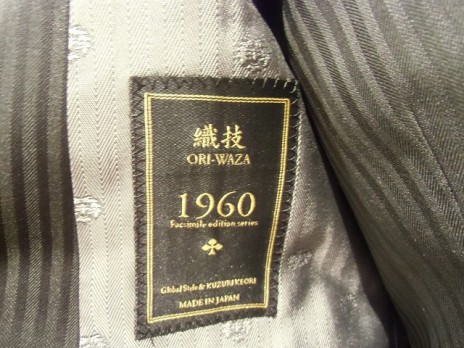 織技
ORI-WAZA
1960
Facsimile edition series
Global Style & KUZURI KEORI
MADE IN JAPAN